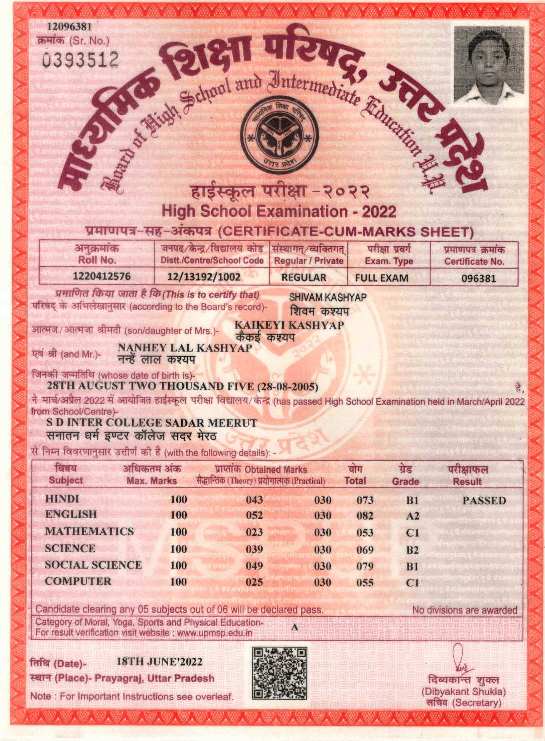 12096381
क्रमांक (Sr. No.)
0393512
माध्यमिक शिक्षा परिषद्, उत्तर प्रदेश
Board of High School and Intermediate Education U.P.
माध्यमिक शिक्षा परिषद्
उत्तर प्रदेश
हाईस्कूल परीक्षा - २०२२
High School Examination - 2022
प्रमाणपत्र-सह-अंकपत्र (CERTIFICATE-CUM-MARKS SHEET)
अनुक्रमांक जनपद/केन्द्र/विद्यालय कोड संस्थागत/व्यक्तिगत परीक्षा प्रवर्ग प्रमाणपत्र क्रमांक
Roll No. Distt./Centre/School Code Regular / Private Exam. Type Certificate No.
1220412576 12/13192/1002 REGULAR FULL EXAM 096381
प्रमाणित किया जाता है कि (This is to certify that) SHIVAM KASHYAP
परिषद् के अभिलेखानुसार (according to the Board's record)- शिवम कश्यप
आत्मज/ आत्मजा श्रीमती (son/daughter of Mrs.)- KAIKEYI KASHYAP
कैकई कश्यप
एवं श्री (and Mr.)- NANHEY LAL KASHYAP
नन्हें लाल कश्यप
जिनकी जन्मतिथि (whose date of birth is)-
28TH AUGUST TWO THOUSAND FIVE (28-08-2005) है,
ने मार्च/अप्रैल 2022 में आयोजित हाईस्कूल परीक्षा विद्यालय/केन्द्र (has passed High School Examination held in March/April 2022
from School/Centre)-
S D INTER COLLEGE SADAR MEERUT
सनातन धर्म इण्टर कॉलेज सदर मेरठ
से निम्न विवरणानुसार उत्तीर्ण की है (with the following details): -
विषय अधिकतम अंक प्राप्तांक Obtained Marks योग ग्रेड परीक्षाफल
Subject Max. Marks सैद्धान्तिक (Theory) प्रयोगात्मक (Practical) Total Grade Result
HINDI 100 043 030 073 B1 PASSED
ENGLISH 100 052 030 082 A2
MATHEMATICS 100 023 030 053 C1
SCIENCE 100 039 030 069 B2
SOCIAL SCIENCE 100 049 030 079 B1
COMPUTER 100 025 030 055 C1
Candidate clearing any 05 subjects out of 06 will be declared pass. No divisions are awarded
Category of Moral, Yoga, Sports and Physical Education- A
For result verification visit website : www.upmsp.edu.in
तिथि (Date)- 18TH JUNE'2022
स्थान (Place)- Prayagraj, Uttar Pradesh
Note : For Important Instructions see overleaf.
दिव्यकान्त शुक्ल
(Dibyakant Shukla)
सचिव (Secretary)